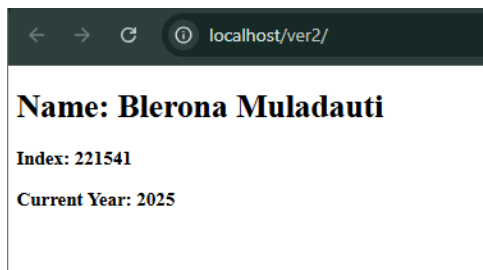 localhost/ver2/
Name: Blerona Muladauti
Index: 221541
Current Year: 2025